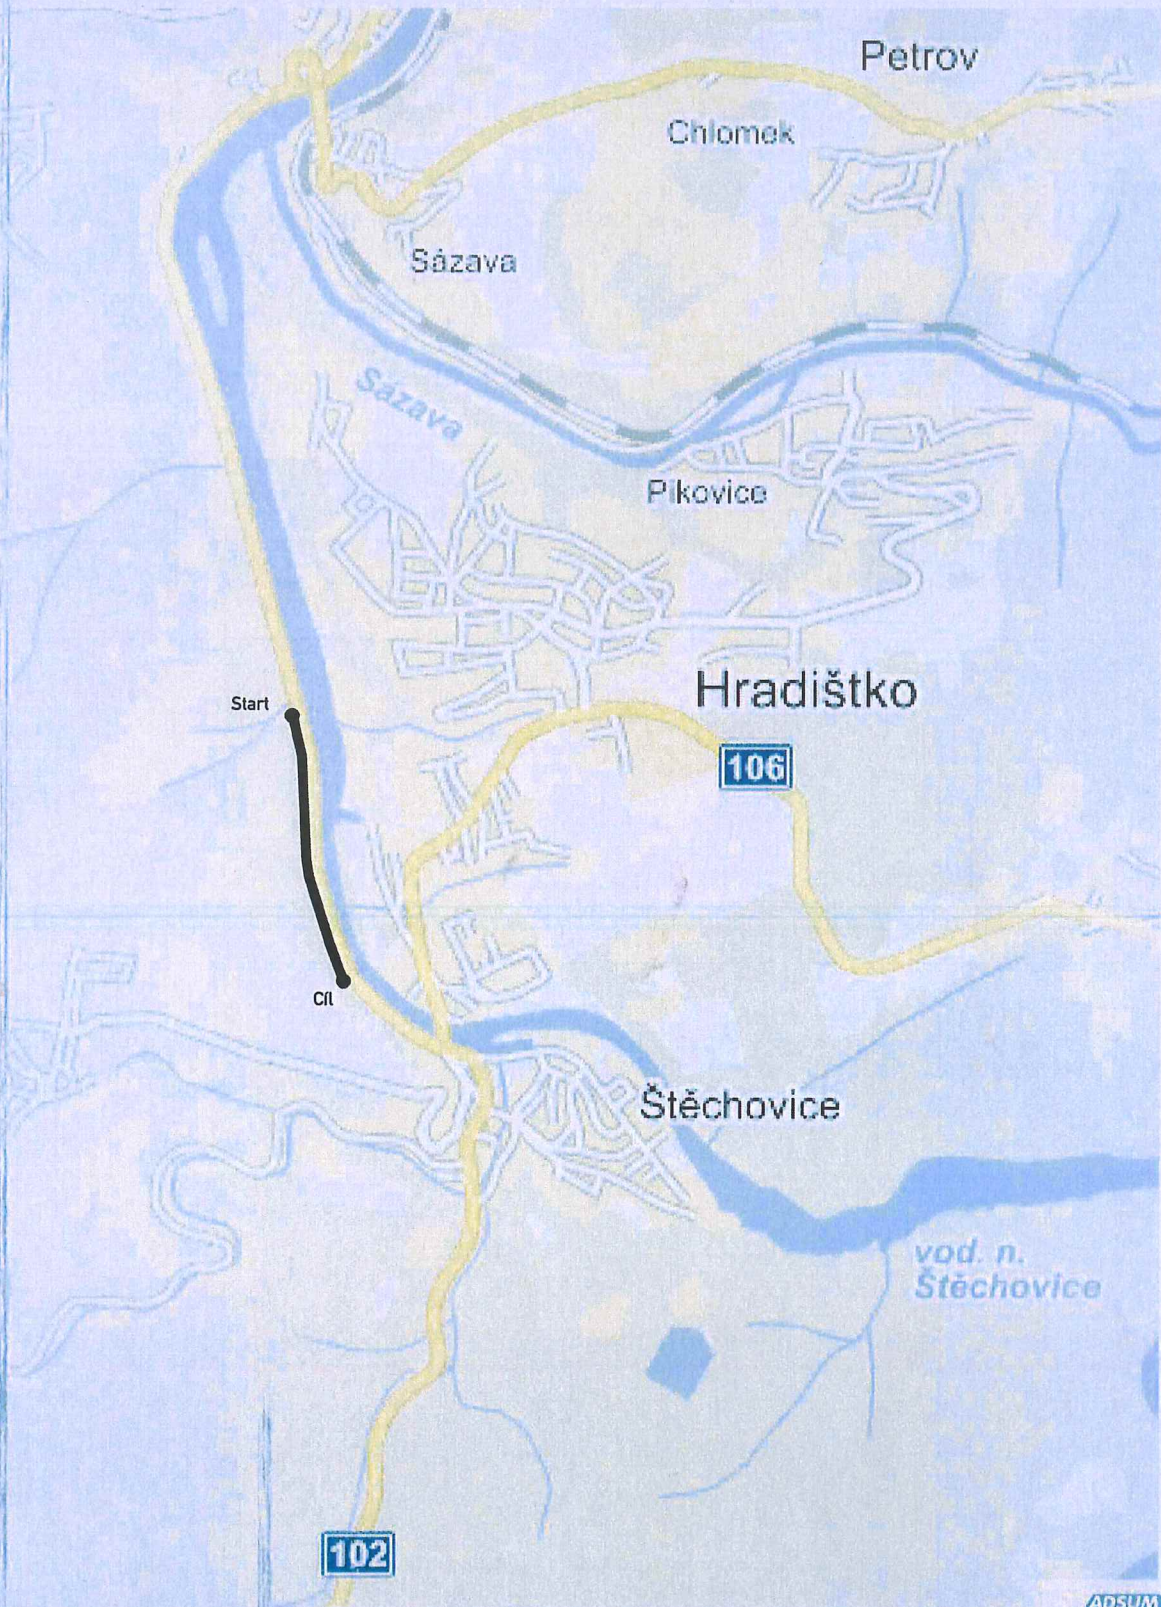 Petrov
Chlomek
Sázava
Sázava
Pikovice
Hradištko
Start
106
Cíl
Štěchovice
vod. n.
Štěchovice
102
ADSUM